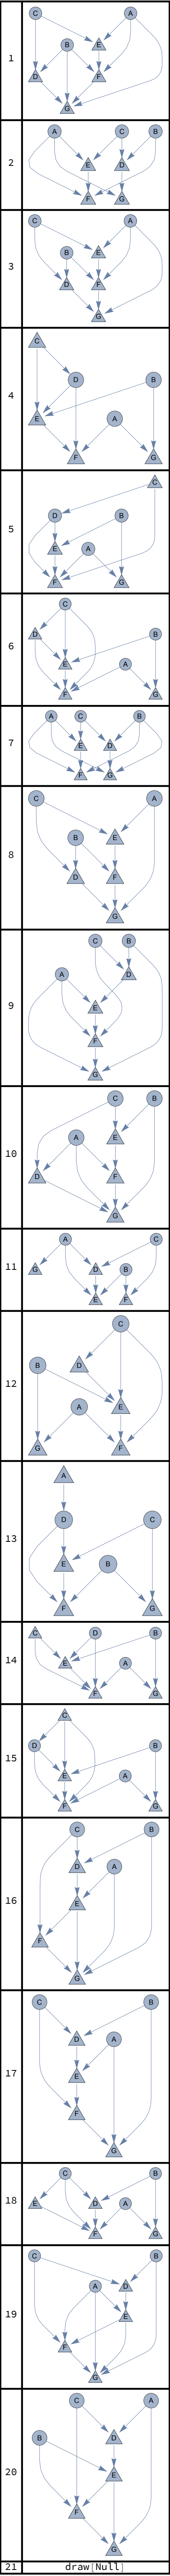 1
C
A
B
E
D
F
G
2
A C B
E D
F G
3
C A
B E
D F
G
4
C
D B
E A
F G
5
C
D B
E A
F G
6
C
D B
E A
F G
7
A C B
E D
F G
8
C A
B E
D F
G
9
C B
A D
E
F
G
10
C B
A E
D F
G
11
A C
G D B
E F
12
C
B D
A E
G F
13
A
D C
E B
F G
14
C D B
E A
F G
15
C
D B
E A
F G
16
C B
D A
E
F
G
17
C B
D A
E
F
G
18
C B
E D A
F G
19
C B
A D
E
F
G
20
C A
B D
E
F
G
21 draw[Null]